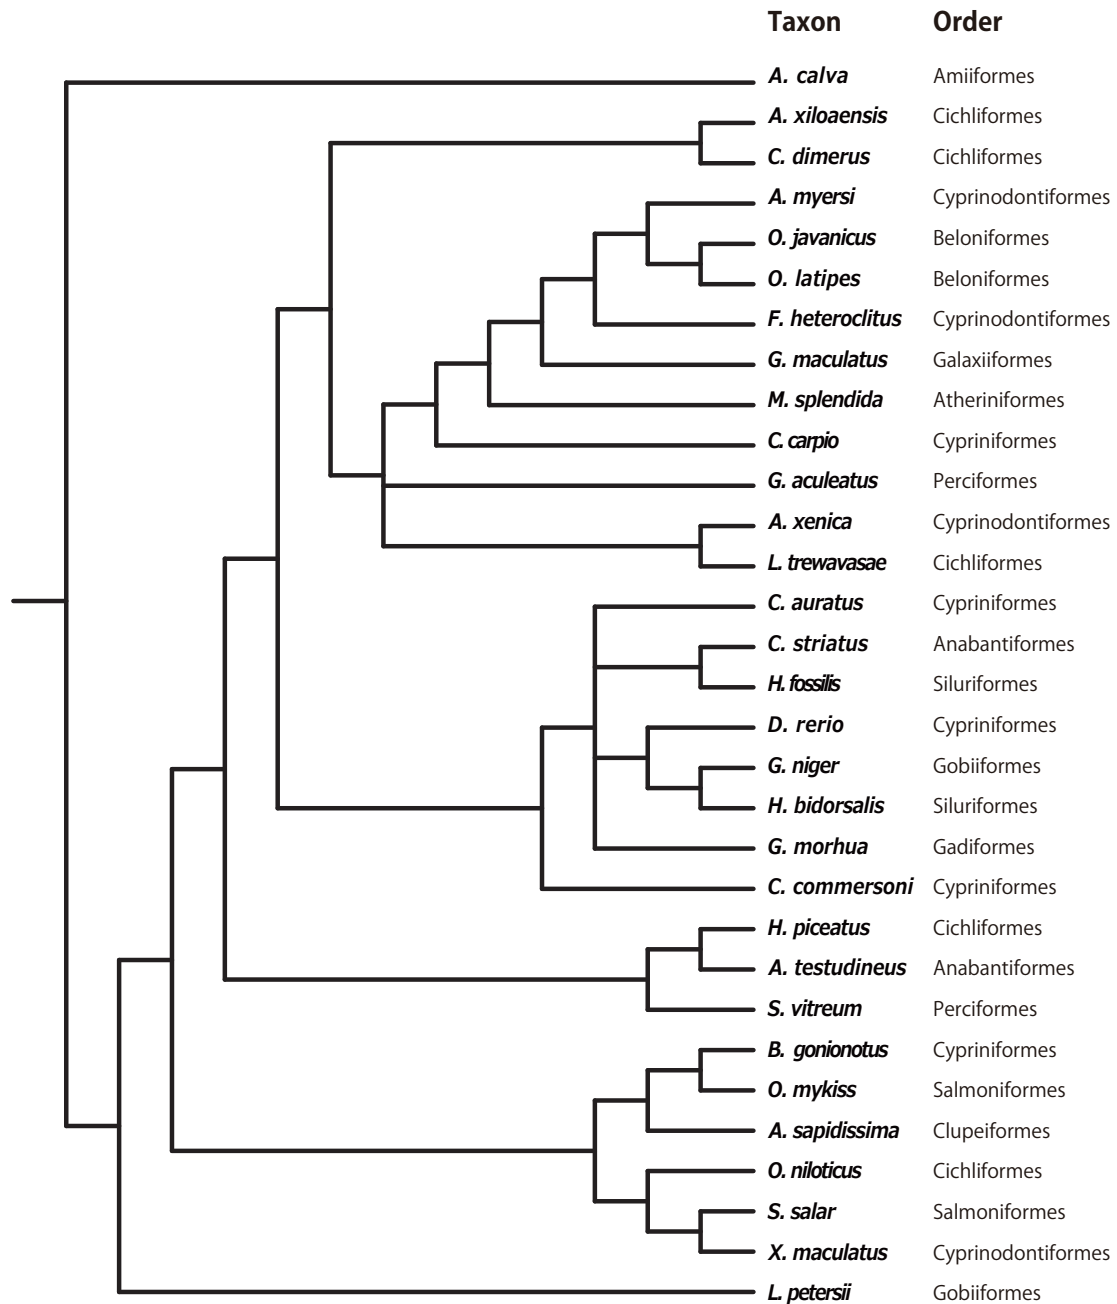 Taxon Order
A. calva Amiiformes
A. xiloaensis Cichliformes
C. dimerus Cichliformes
A. myersi Cyprinodontiformes
O. javanicus Beloniformes
O. latipes Beloniformes
F. heteroclitus Cyprinodontiformes
G. maculatus Galaxiiformes
M. splendida Atheriniformes
C. carpio Cypriniformes
G. aculeatus Perciformes
A. xenica Cyprinodontiformes
L. trewavasae Cichliformes
C. auratus Cypriniformes
C. striatus Anabantiformes
H. fossilis Siluriformes
D. rerio Cypriniformes
G. niger Gobiiformes
H. bidorsalis Siluriformes
G. morhua Gadiformes
C. commersoni Cypriniformes
H. piceatus Cichliformes
A. testudineus Anabantiformes
S. vitreum Perciformes
B. gonionotus Cypriniformes
O. mykiss Salmoniformes
A. sapidissima Clupeiformes
O. niloticus Cichliformes
S. salar Salmoniformes
X. maculatus Cyprinodontiformes
L. petersii Gobiiformes